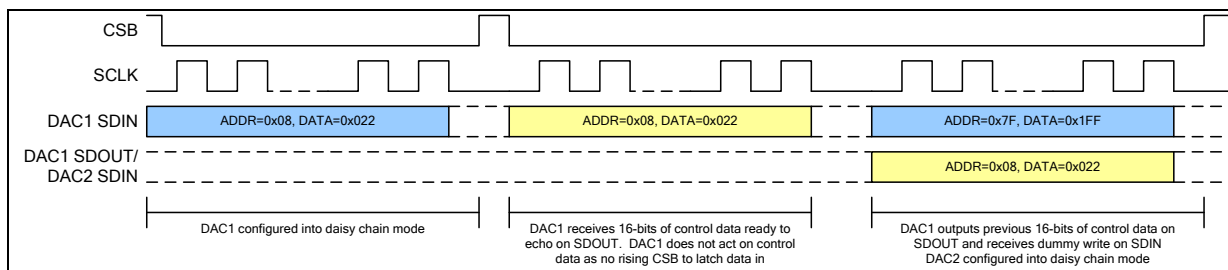 CSB
SCLK
DAC1 SDIN
ADDR=0x08, DATA=0x022
ADDR=0x08, DATA=0x022
ADDR=0x7F, DATA=0x1FF
DAC1 SDOUT/
DAC2 SDIN
ADDR=0x08, DATA=0x022
DAC1 configured into daisy chain mode
DAC1 receives 16-bits of control data ready to
echo on SDOUT. DAC1 does not act on control
data as no rising CSB to latch data in
DAC1 outputs previous 16-bits of control data on
SDOUT and receives dummy write on SDIN
DAC2 configured into daisy chain mode